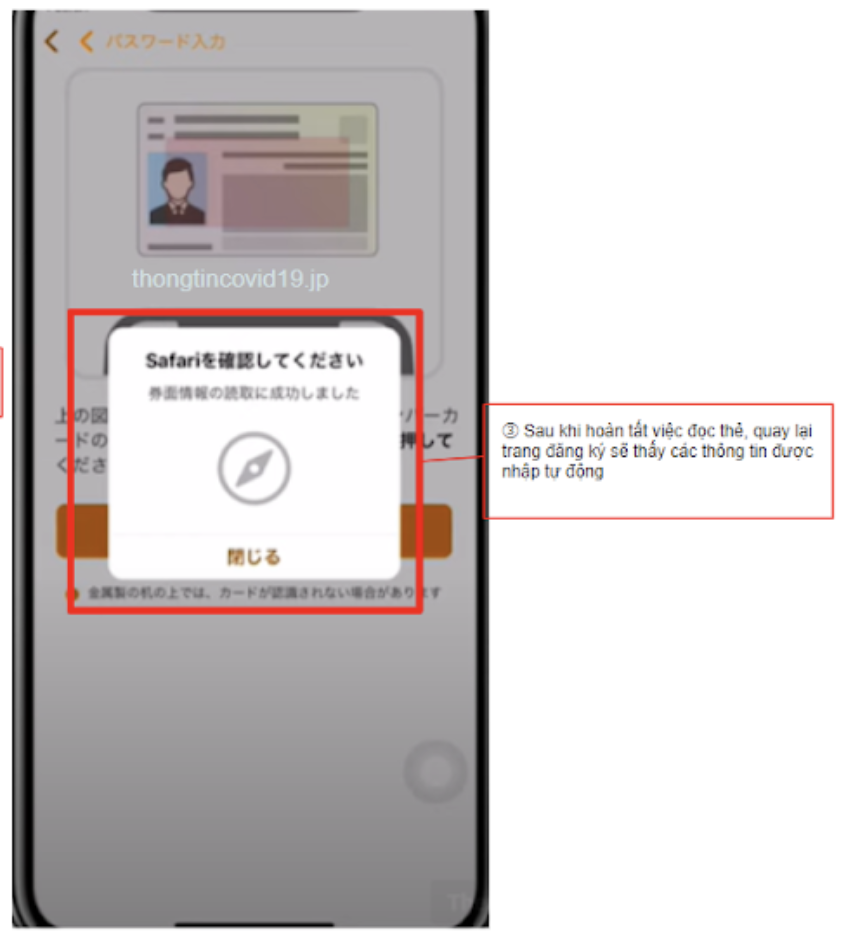 パスワード入力
thongtincovid19.jp
Safariを確認してください
券面情報の読取に成功しました
上の図
ンバーカ
ードの
押して
くださ
閉じる
金属製の机の上では、カードが認識されない場合があります
③ Sau khi hoàn tất việc đọc thẻ, quay lại
trang đăng ký sẽ thấy các thông tin được
nhập tự động